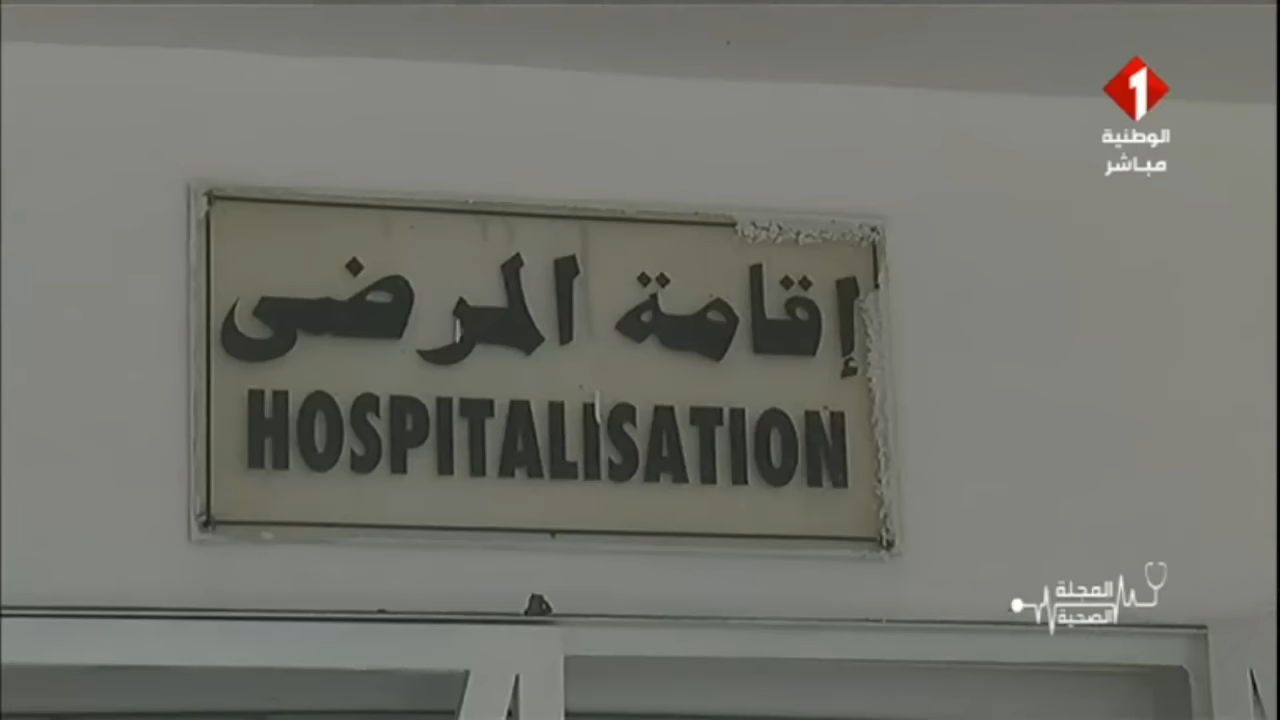 1
الوطنية
مباشر
إقامة المرضى
HOSPITALISATION
المجلة
الصحية